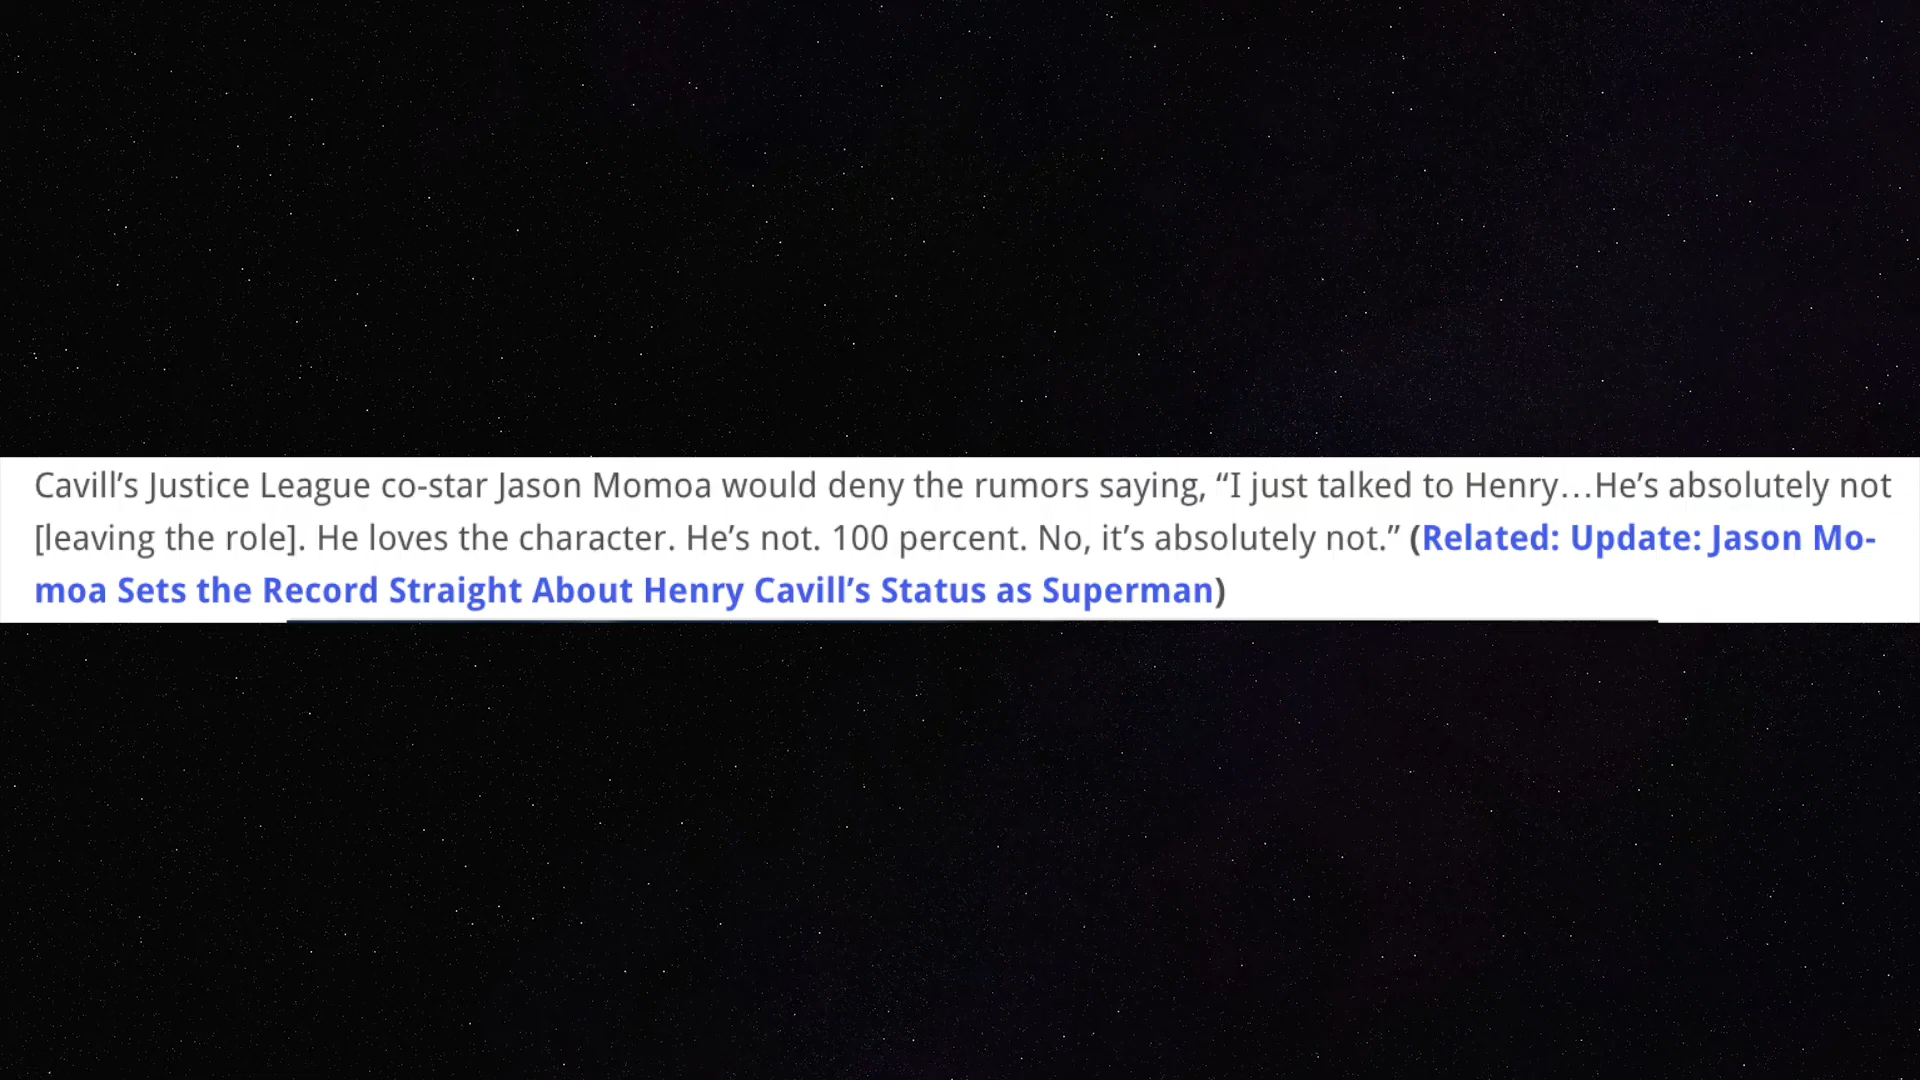 Cavill’s Justice League co-star Jason Momoa would deny the rumors saying, “I just talked to Henry…He’s absolutely not
[leaving the role]. He loves the character. He’s not. 100 percent. No, it’s absolutely not.” (Related: Update: Jason Mo-
moa Sets the Record Straight About Henry Cavill’s Status as Superman)